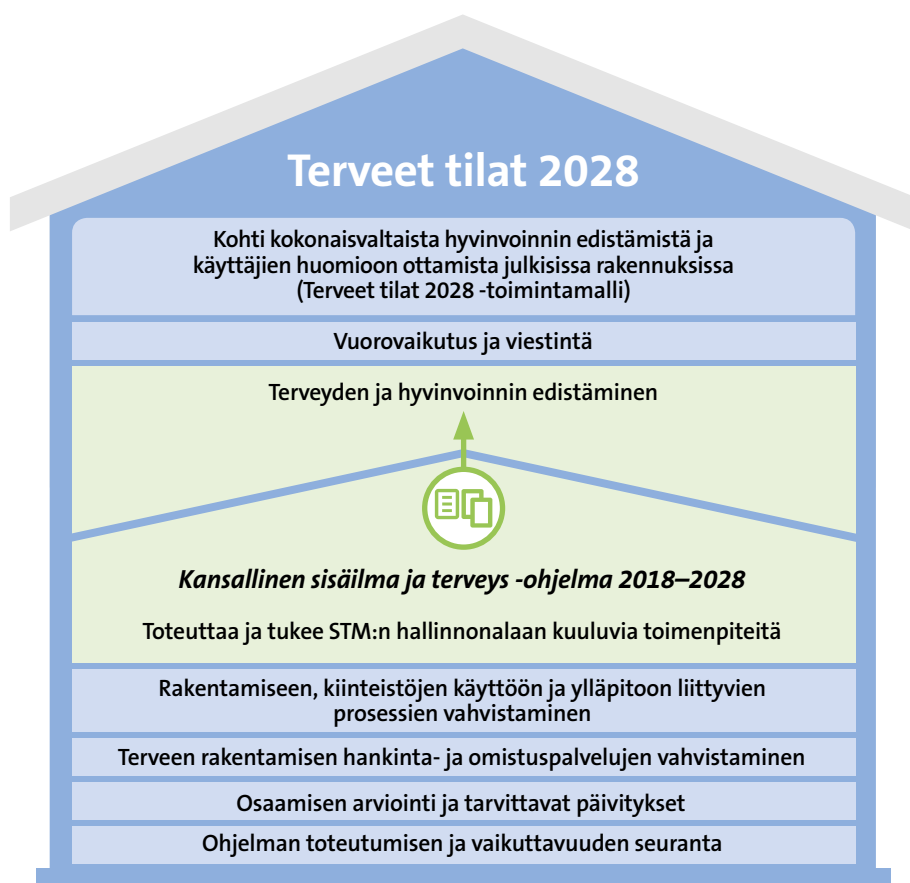 Terveet tilat 2028
Kohti kokonaisvaltaista hyvinvoinnin edistämistä ja
käyttäjien huomioon ottamista julkisissa rakennuksissa
(Terveet tilat 2028 -toimintamalli)
Vuorovaikutus ja viestintä
Terveyden ja hyvinvoinnin edistäminen
Kansallinen sisäilma ja terveys -ohjelma 2018–2028
Toteuttaa ja tukee STM:n hallinnonalaan kuuluvia toimenpiteitä
Rakentamiseen, kiinteistöjen käyttöön ja ylläpitoon liittyvien
prosessien vahvistaminen
Terveen rakentamisen hankinta- ja omistuspalvelujen vahvistaminen
Osaamisen arviointi ja tarvittavat päivitykset
Ohjelman toteutumisen ja vaikuttavuuden seuranta